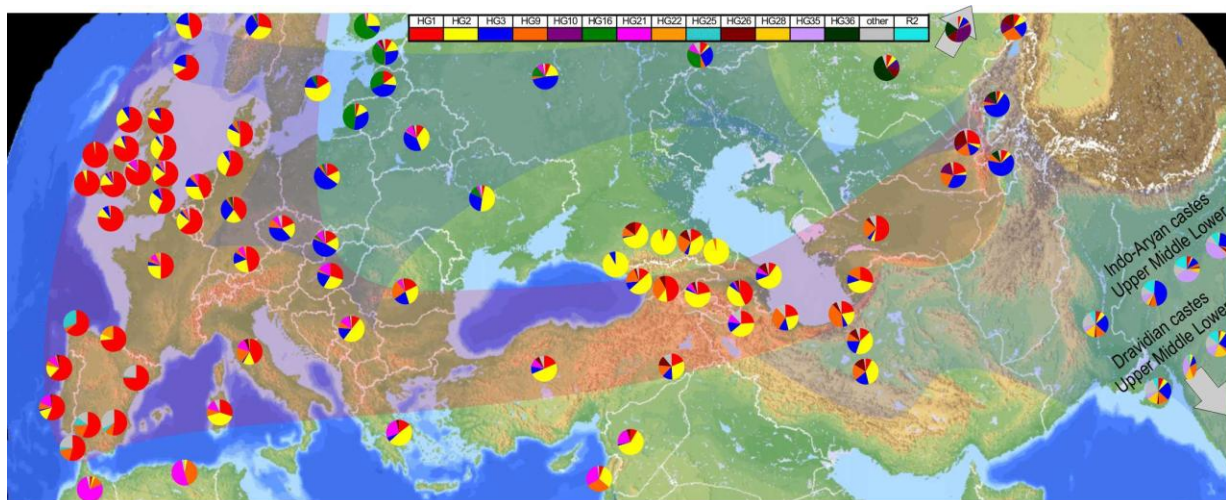 HG1 HG2 HG3 HG9 HG10 HG16 HG21 HG22 HG25 HG26 HG28 HG35 HG36 other R2
Indo-Aryan castes
Upper Middle Lower
Dravidian castes
Upper Middle Lower